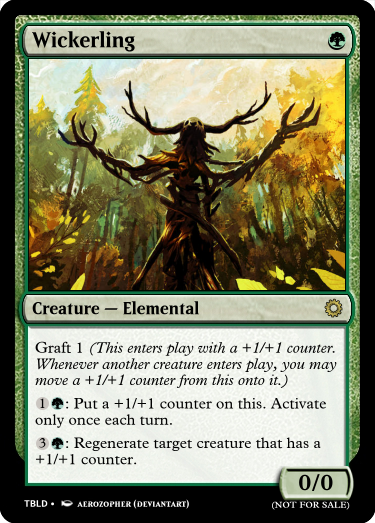 Wickerling
Creature — Elemental
Graft 1 (This enters play with a +1/+1 counter.
Whenever another creature enters play, you may
move a +1/+1 counter from this onto it.)
1 : Put a +1/+1 counter on this. Activate
only once each turn.
3 : Regenerate target creature that has a
+1/+1 counter.
0/0
TBLD • AEROZOPHER (DEVIANTART)
(NOT FOR SALE)